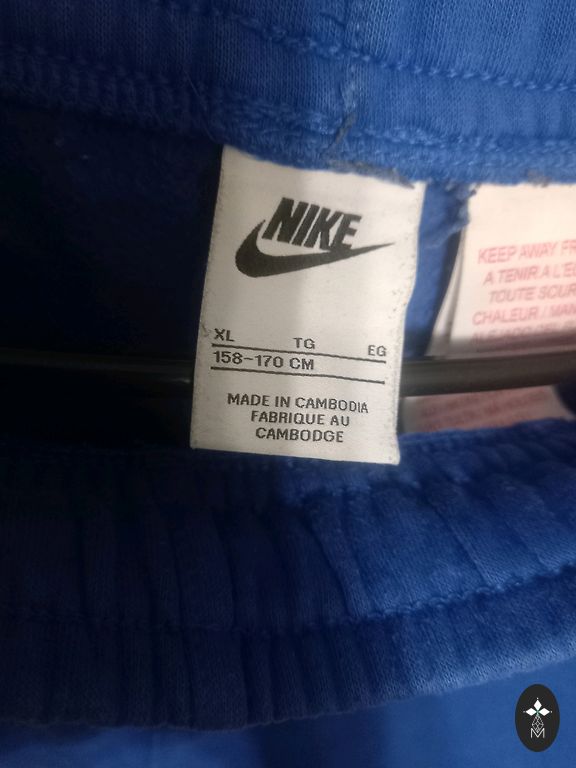 NIKE
XL TG EG
158-170 CM
MADE IN CAMBODIA
FABRIQUE AU
CAMBODGE
KEEP AWAY FR
A TENIR A L'É
TOUTE SOUR
CHALEUR / MAN
M